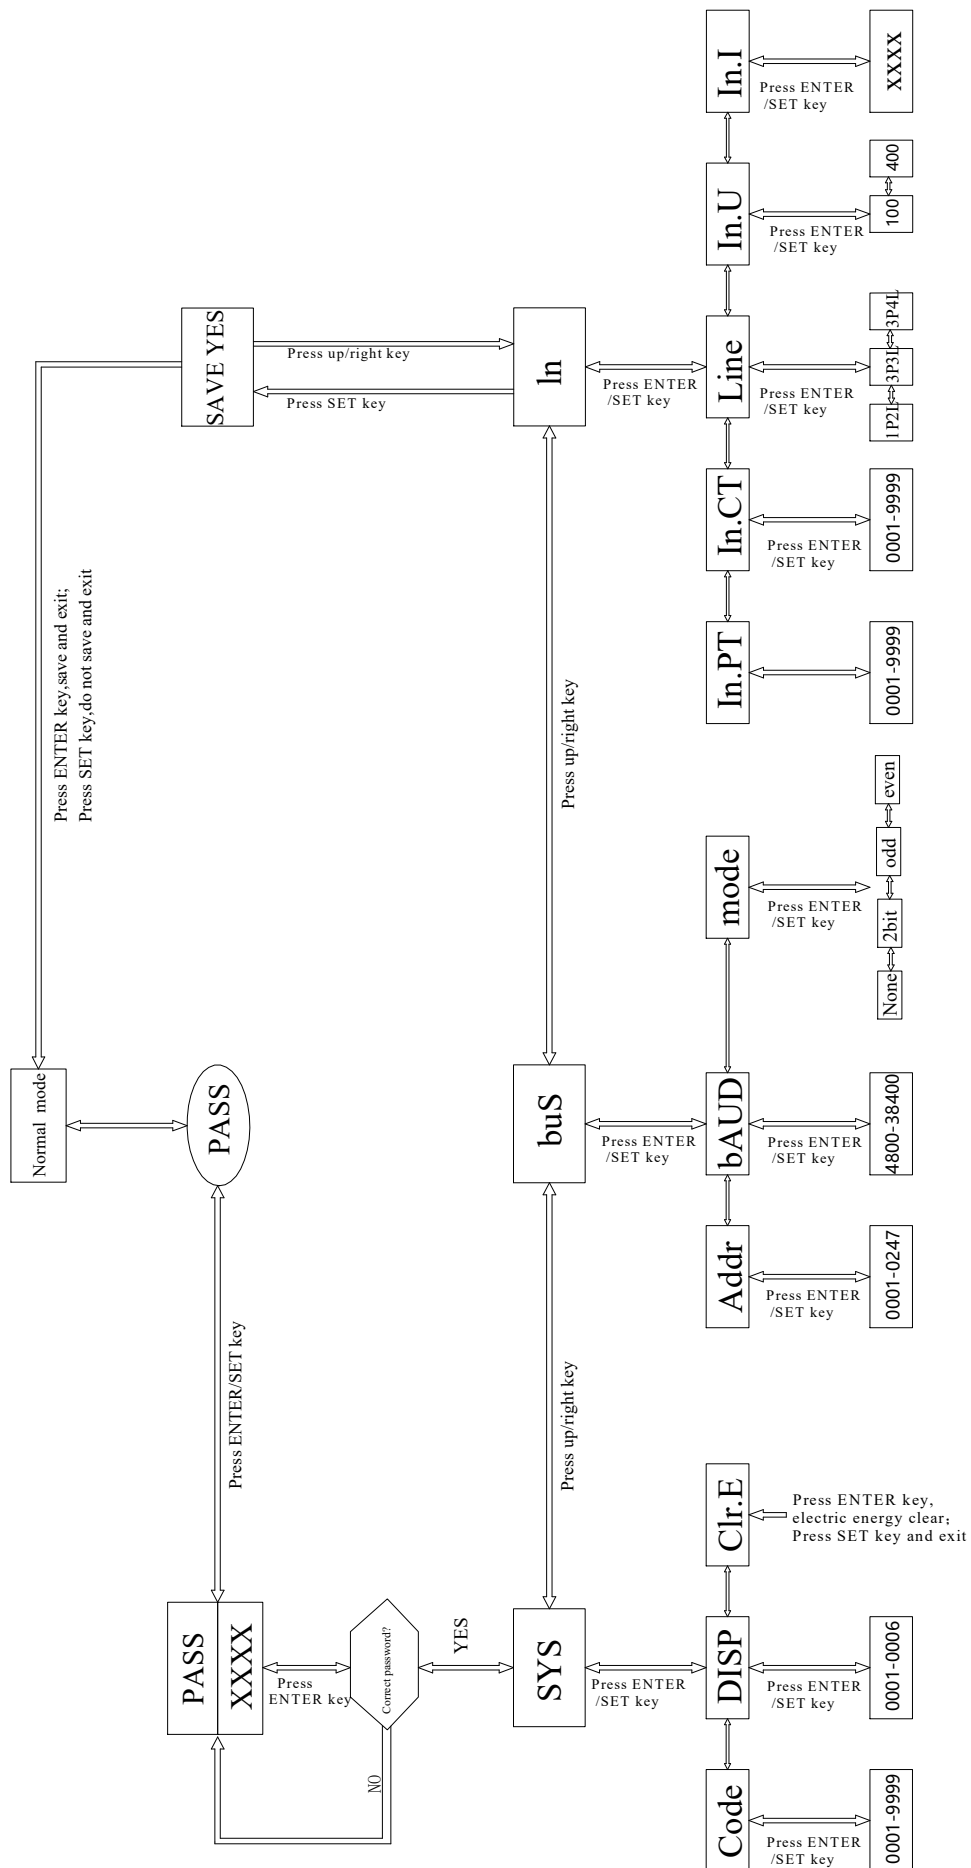 Normal mode
Press ENTER key,save and exit;
Press SET key,do not save and exit
PASS
XXXX
Press ENTER/SET key
PASS
SAVE YES
Press
ENTER key
NO
Correct password?
YES
Press SET key
Press up/right key
SYS
Press up/right key
buS
Press up/right key
In
Press ENTER
/SET key
Press ENTER
/SET key
Press ENTER
/SET key
Code
DISP
Clr.E
Addr
bAUD
mode
In.PT
In.CT
Line
In.U
In.I
Press ENTER
/SET key
Press ENTER
/SET key
Press ENTER key,
electric energy clear;
Press SET key and exit
Press ENTER
/SET key
Press ENTER
/SET key
Press ENTER
/SET key
Press ENTER
/SET key
Press ENTER
/SET key
Press ENTER
/SET key
Press ENTER
/SET key
0001-9999
0001-0006
0001-0247
4800-38400
None
2bit
odd
even
0001-9999
0001-9999
1P2L
3P3L
3P4L
100
400
XXXX